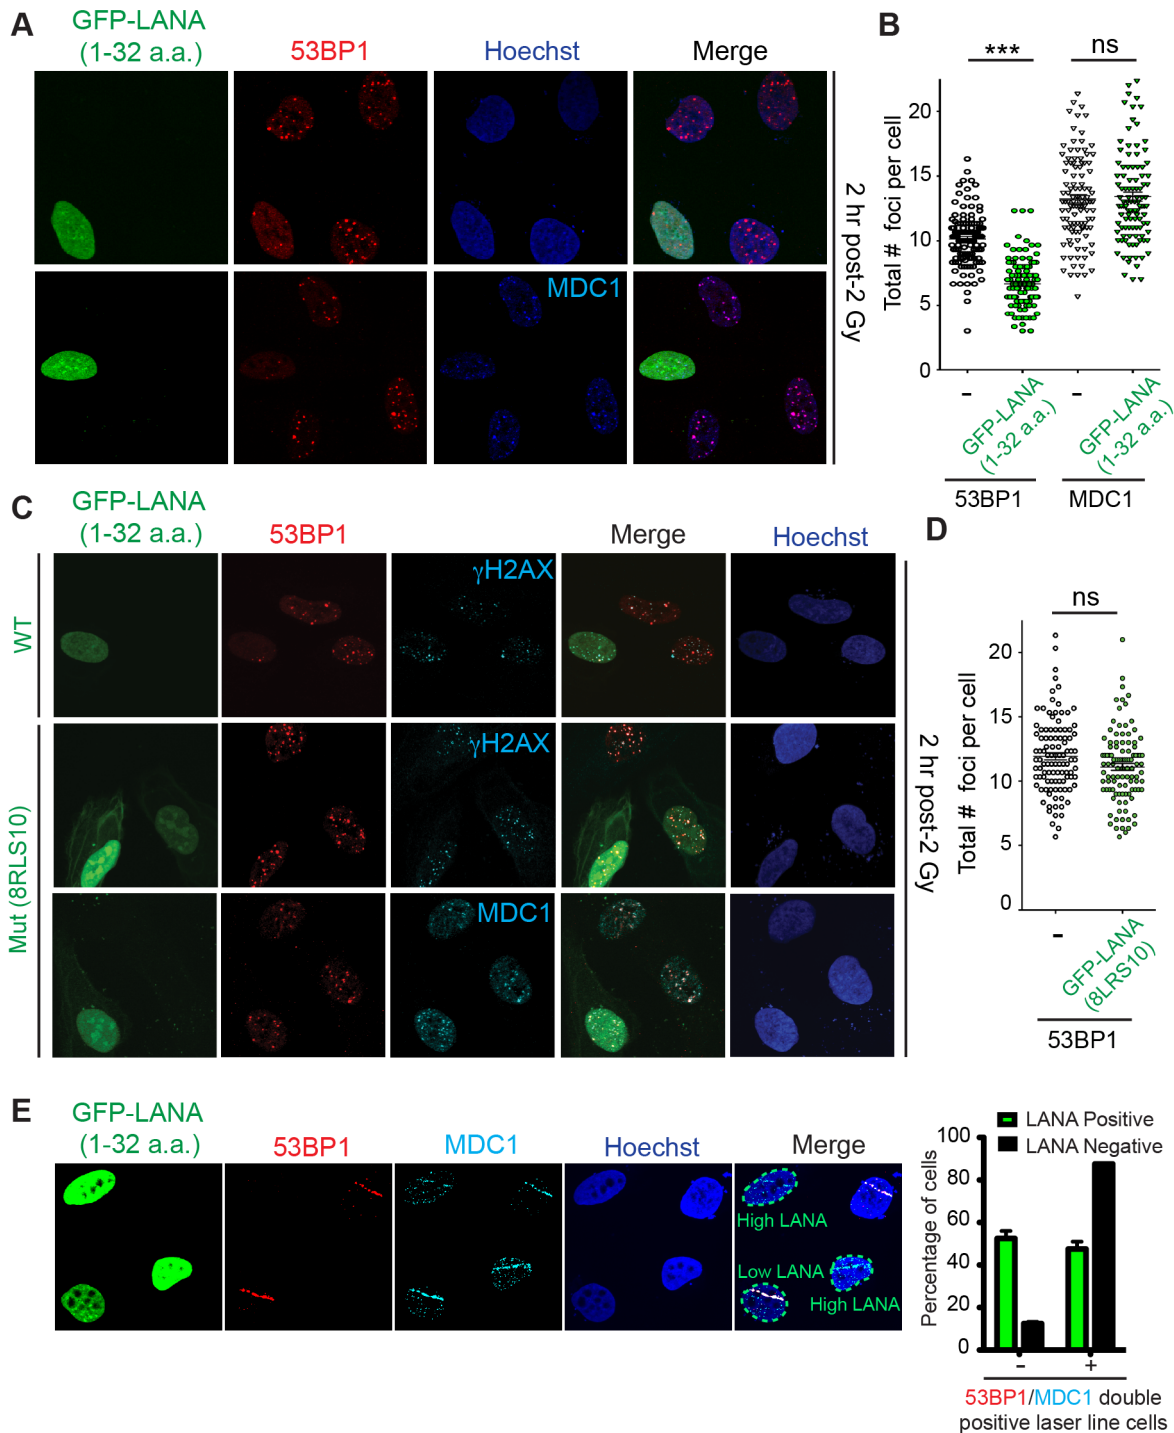 A
GFP-LANA
(1-32 a.a.)
53BP1
Hoechst
Merge
MDC1
2 hr post-2 Gy
B
***
ns
Total # foci per cell
20
15
10
5
0
-
GFP-LANA
(1-32 a.a.)
-
GFP-LANA
(1-32 a.a.)
53BP1
MDC1
C
GFP-LANA
(1-32 a.a.)
53BP1
Merge
Hoechst
WT
γH2AX
Mut (8RLS10)
γH2AX
MDC1
2 hr post-2 Gy
D
ns
Total # foci per cell
20
15
10
5
0
-
GFP-LANA
(8LRS10)
53BP1
E
GFP-LANA
(1-32 a.a.)
53BP1
MDC1
Hoechst
Merge
High LANA
Low LANA
High LANA
LANA Positive
LANA Negative
Percentage of cells
100
80
60
40
20
0
- +
53BP1/MDC1 double
positive laser line cells